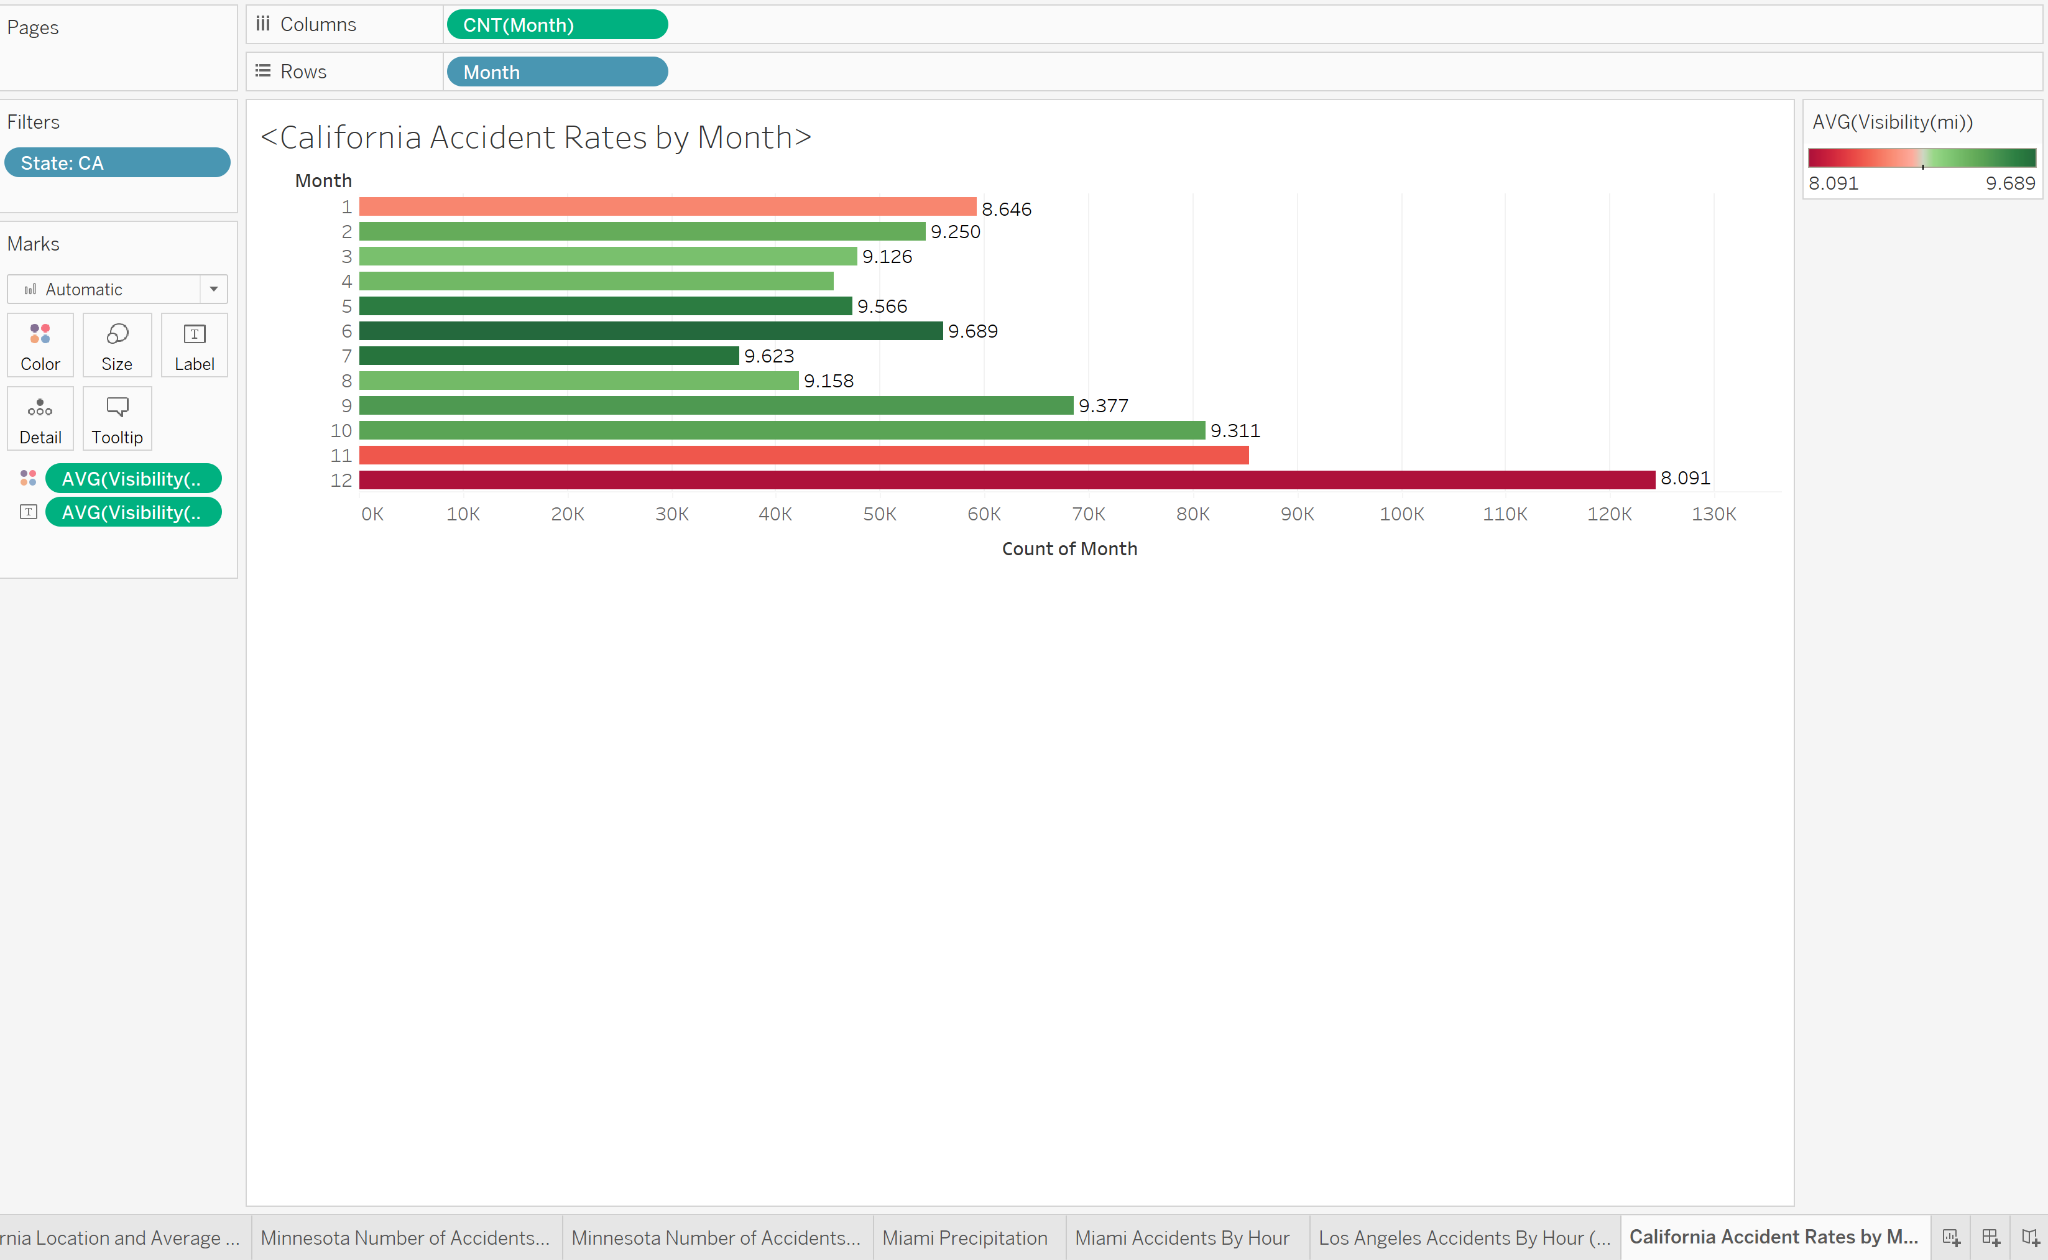 Pages
Columns
CNT(Month)
Rows
Month
Filters
State: CA
Marks
Automatic
Color
Size
Label
Detail
Tooltip
AVG(Visibility(..
T AVG(Visibility(..
<California Accident Rates by Month>
Month
1 8.646
2 9.250
3 9.126
4
5 9.566
6 9.689
7 9.623
8 9.158
9 9.377
10 9.311
11
12 8.091
0K 10K 20K 30K 40K 50K 60K 70K 80K 90K 100K 110K 120K 130K
Count of Month
AVG(Visibility(mi))
8.091 9.689
rnia Location and Average ... Minnesota Number of Accidents... Minnesota Number of Accidents... Miami Precipitation Miami Accidents By Hour Los Angeles Accidents By Hour (... California Accident Rates by M...